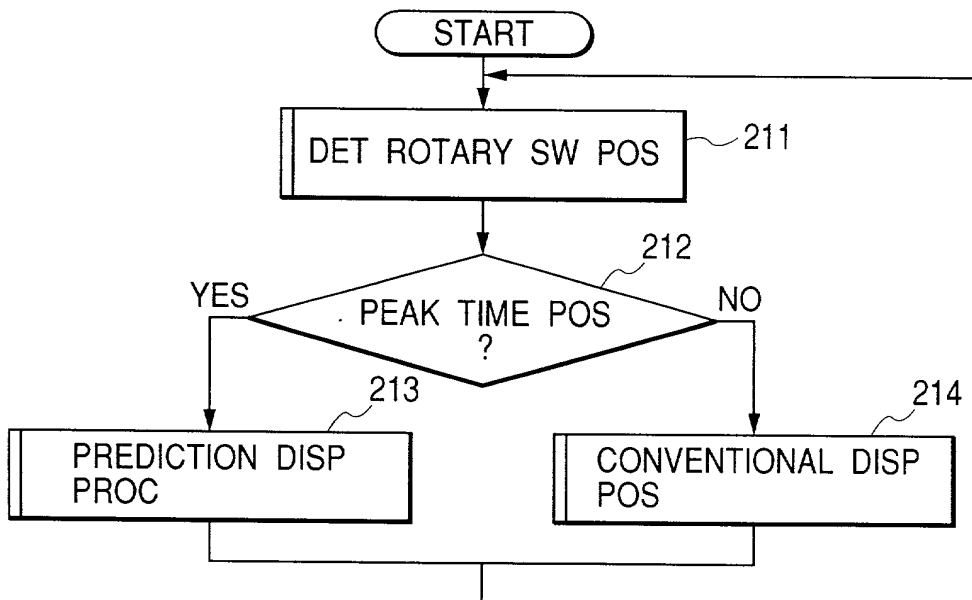 START
DET ROTARY SW POS
211
212
YES
PEAK TIME POS
?
NO
213
PREDICTION DISP
PROC
214
CONVENTIONAL DISP
POS